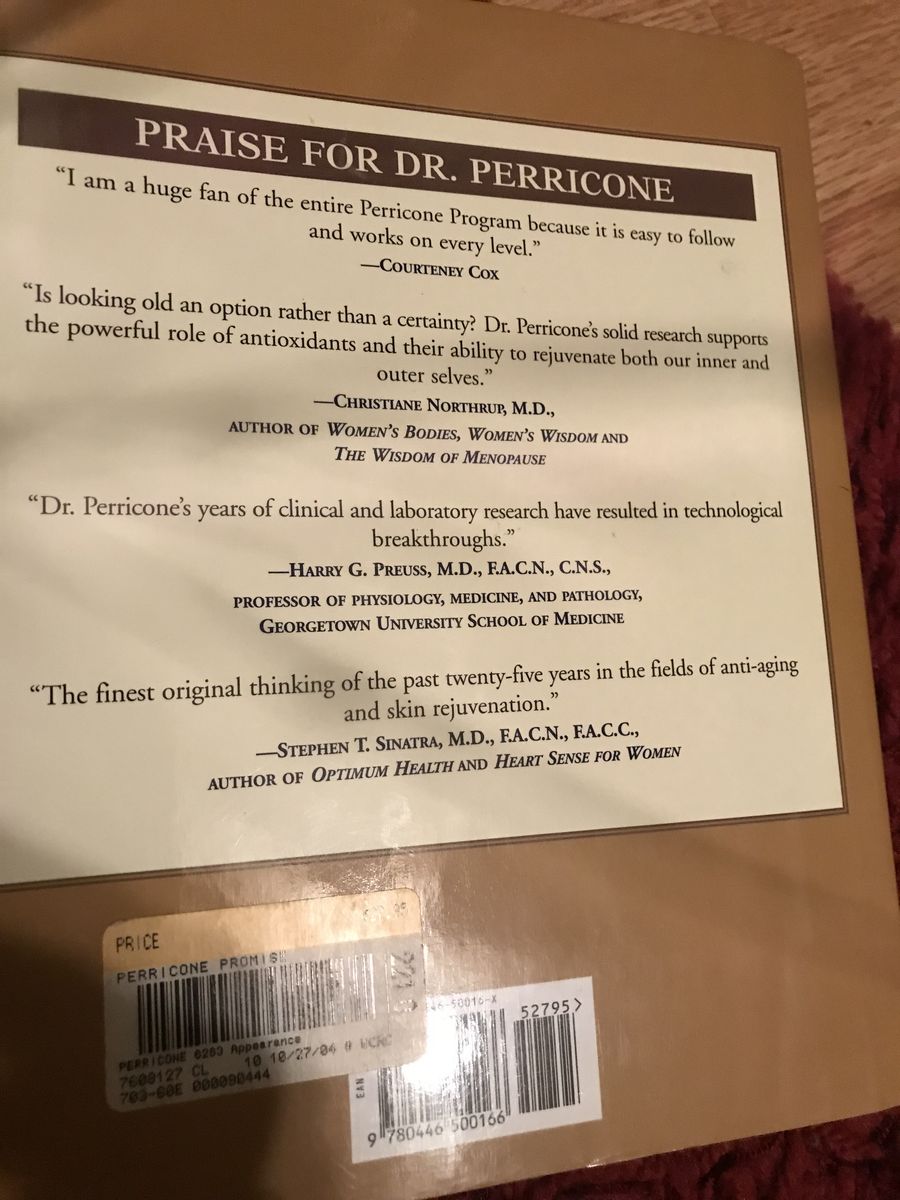 PRAISE FOR DR. PERRICONE
“I am a huge fan of the entire Perricone Program because it is easy to follow
and works on every level.”
—COURTENEY COX
“Is looking old an option rather than a certainty? Dr. Perricone’s solid research supports
the powerful role of antioxidants and their ability to rejuvenate both our inner and
outer selves.”
—CHRISTIANE NORTHRUP, M.D.,
AUTHOR OF WOMEN’S BODIES, WOMEN’S WISDOM AND
THE WISDOM OF MENOPAUSE
“Dr. Perricone’s years of clinical and laboratory research have resulted in technological
breakthroughs.”
—HARRY G. PREUSS, M.D., F.A.C.N., C.N.S.,
PROFESSOR OF PHYSIOLOGY, MEDICINE, AND PATHOLOGY,
GEORGETOWN UNIVERSITY SCHOOL OF MEDICINE
“The finest original thinking of the past twenty-five years in the fields of anti-aging
and skin rejuvenation.”
—STEPHEN T. SINATRA, M.D., F.A.C.N., F.A.C.C.,
AUTHOR OF OPTIMUM HEALTH AND HEART SENSE FOR WOMEN
PRICE
PERRICONE PROMIS
PERRICONE 6283 Appearance
7608127 CL 10 10/27/04 @
703-60E 000090444
46-50016-X
52795>
EAN
9 780446 500166